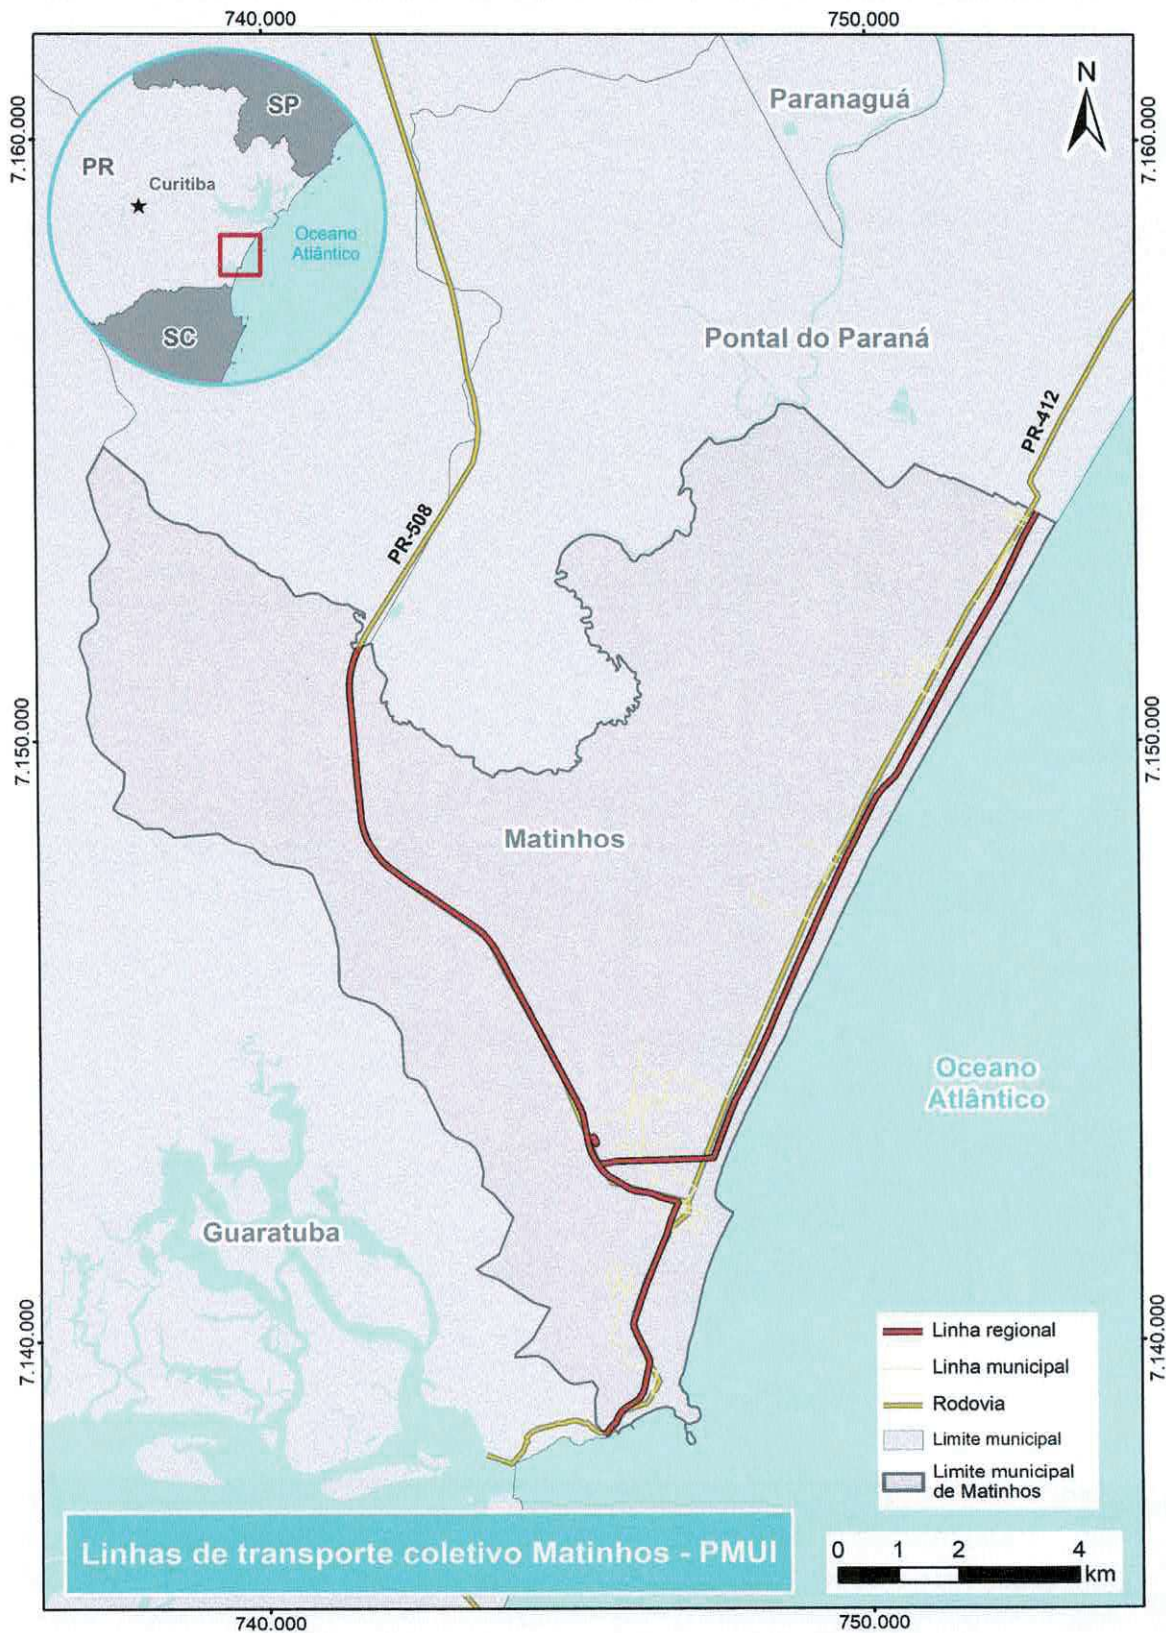 740.000
750.000
N
7.160.000
7.160.000
SP
PR
Curitiba
Oceano
Atlântico
SC
Paranaguá
Pontal do Paraná
PR-412
PR-508
7.150.000
7.150.000
Matinhos
Oceano
Atlântico
Guaratuba
7.140.000
7.140.000
Linha regional
Linha municipal
Rodovia
Limite municipal
Limite municipal
de Matinhos
Linhas de transporte coletivo Matinhos - PMUI
0 1 2 4
km
740.000
750.000